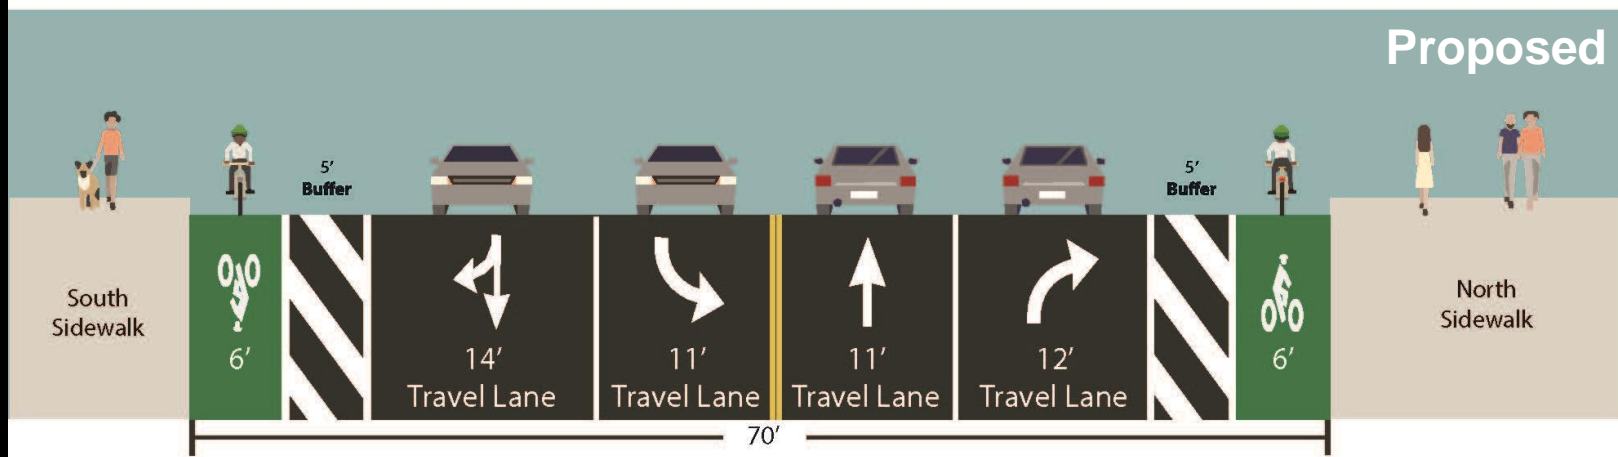 Proposed
South
Sidewalk
6’
5’
Buffer
14’
Travel Lane
11’
Travel Lane
11’
Travel Lane
12’
Travel Lane
5’
Buffer
6’
North
Sidewalk
70’